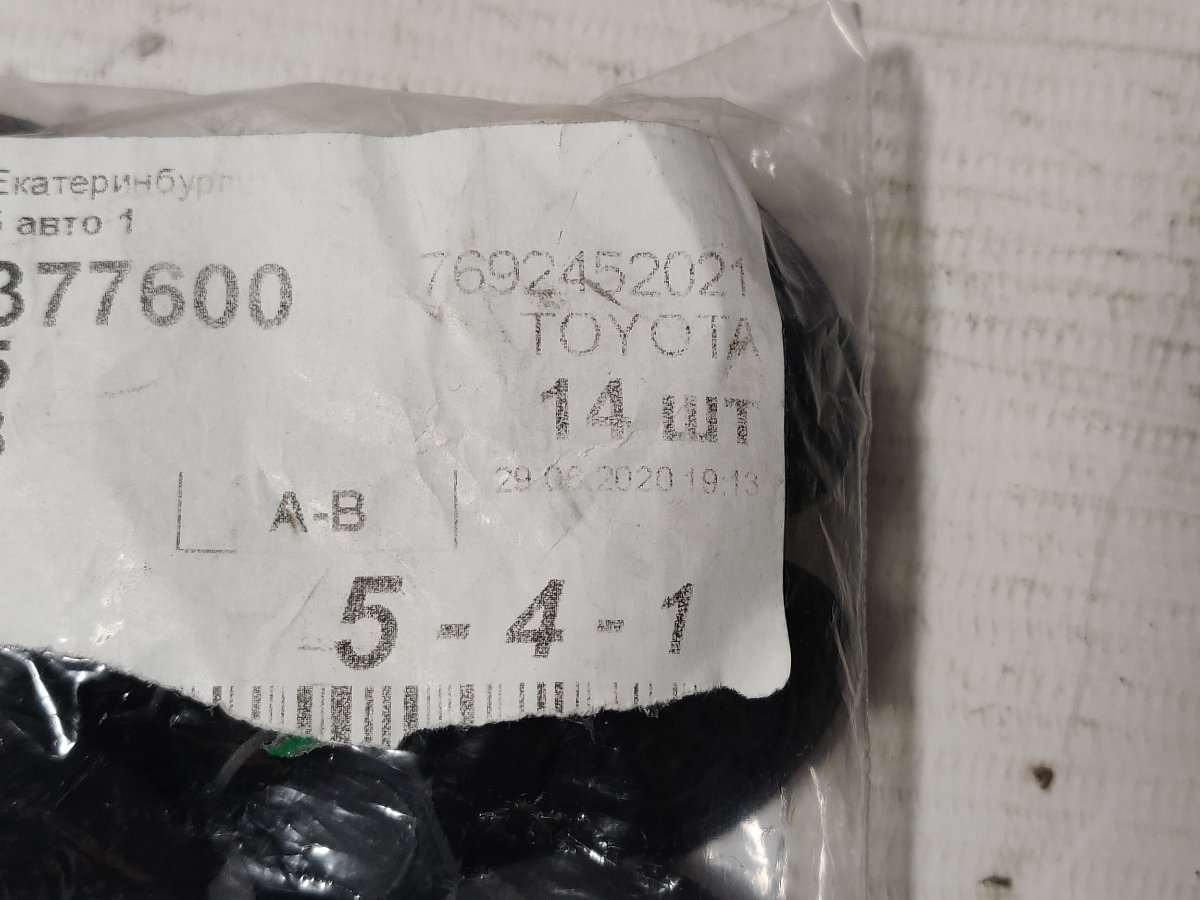 Екатеринбург
авто 1
377600
7692452021
TOYOTA
14 шт
29.06.2020 19:13
А-В
5 - 4 - 1